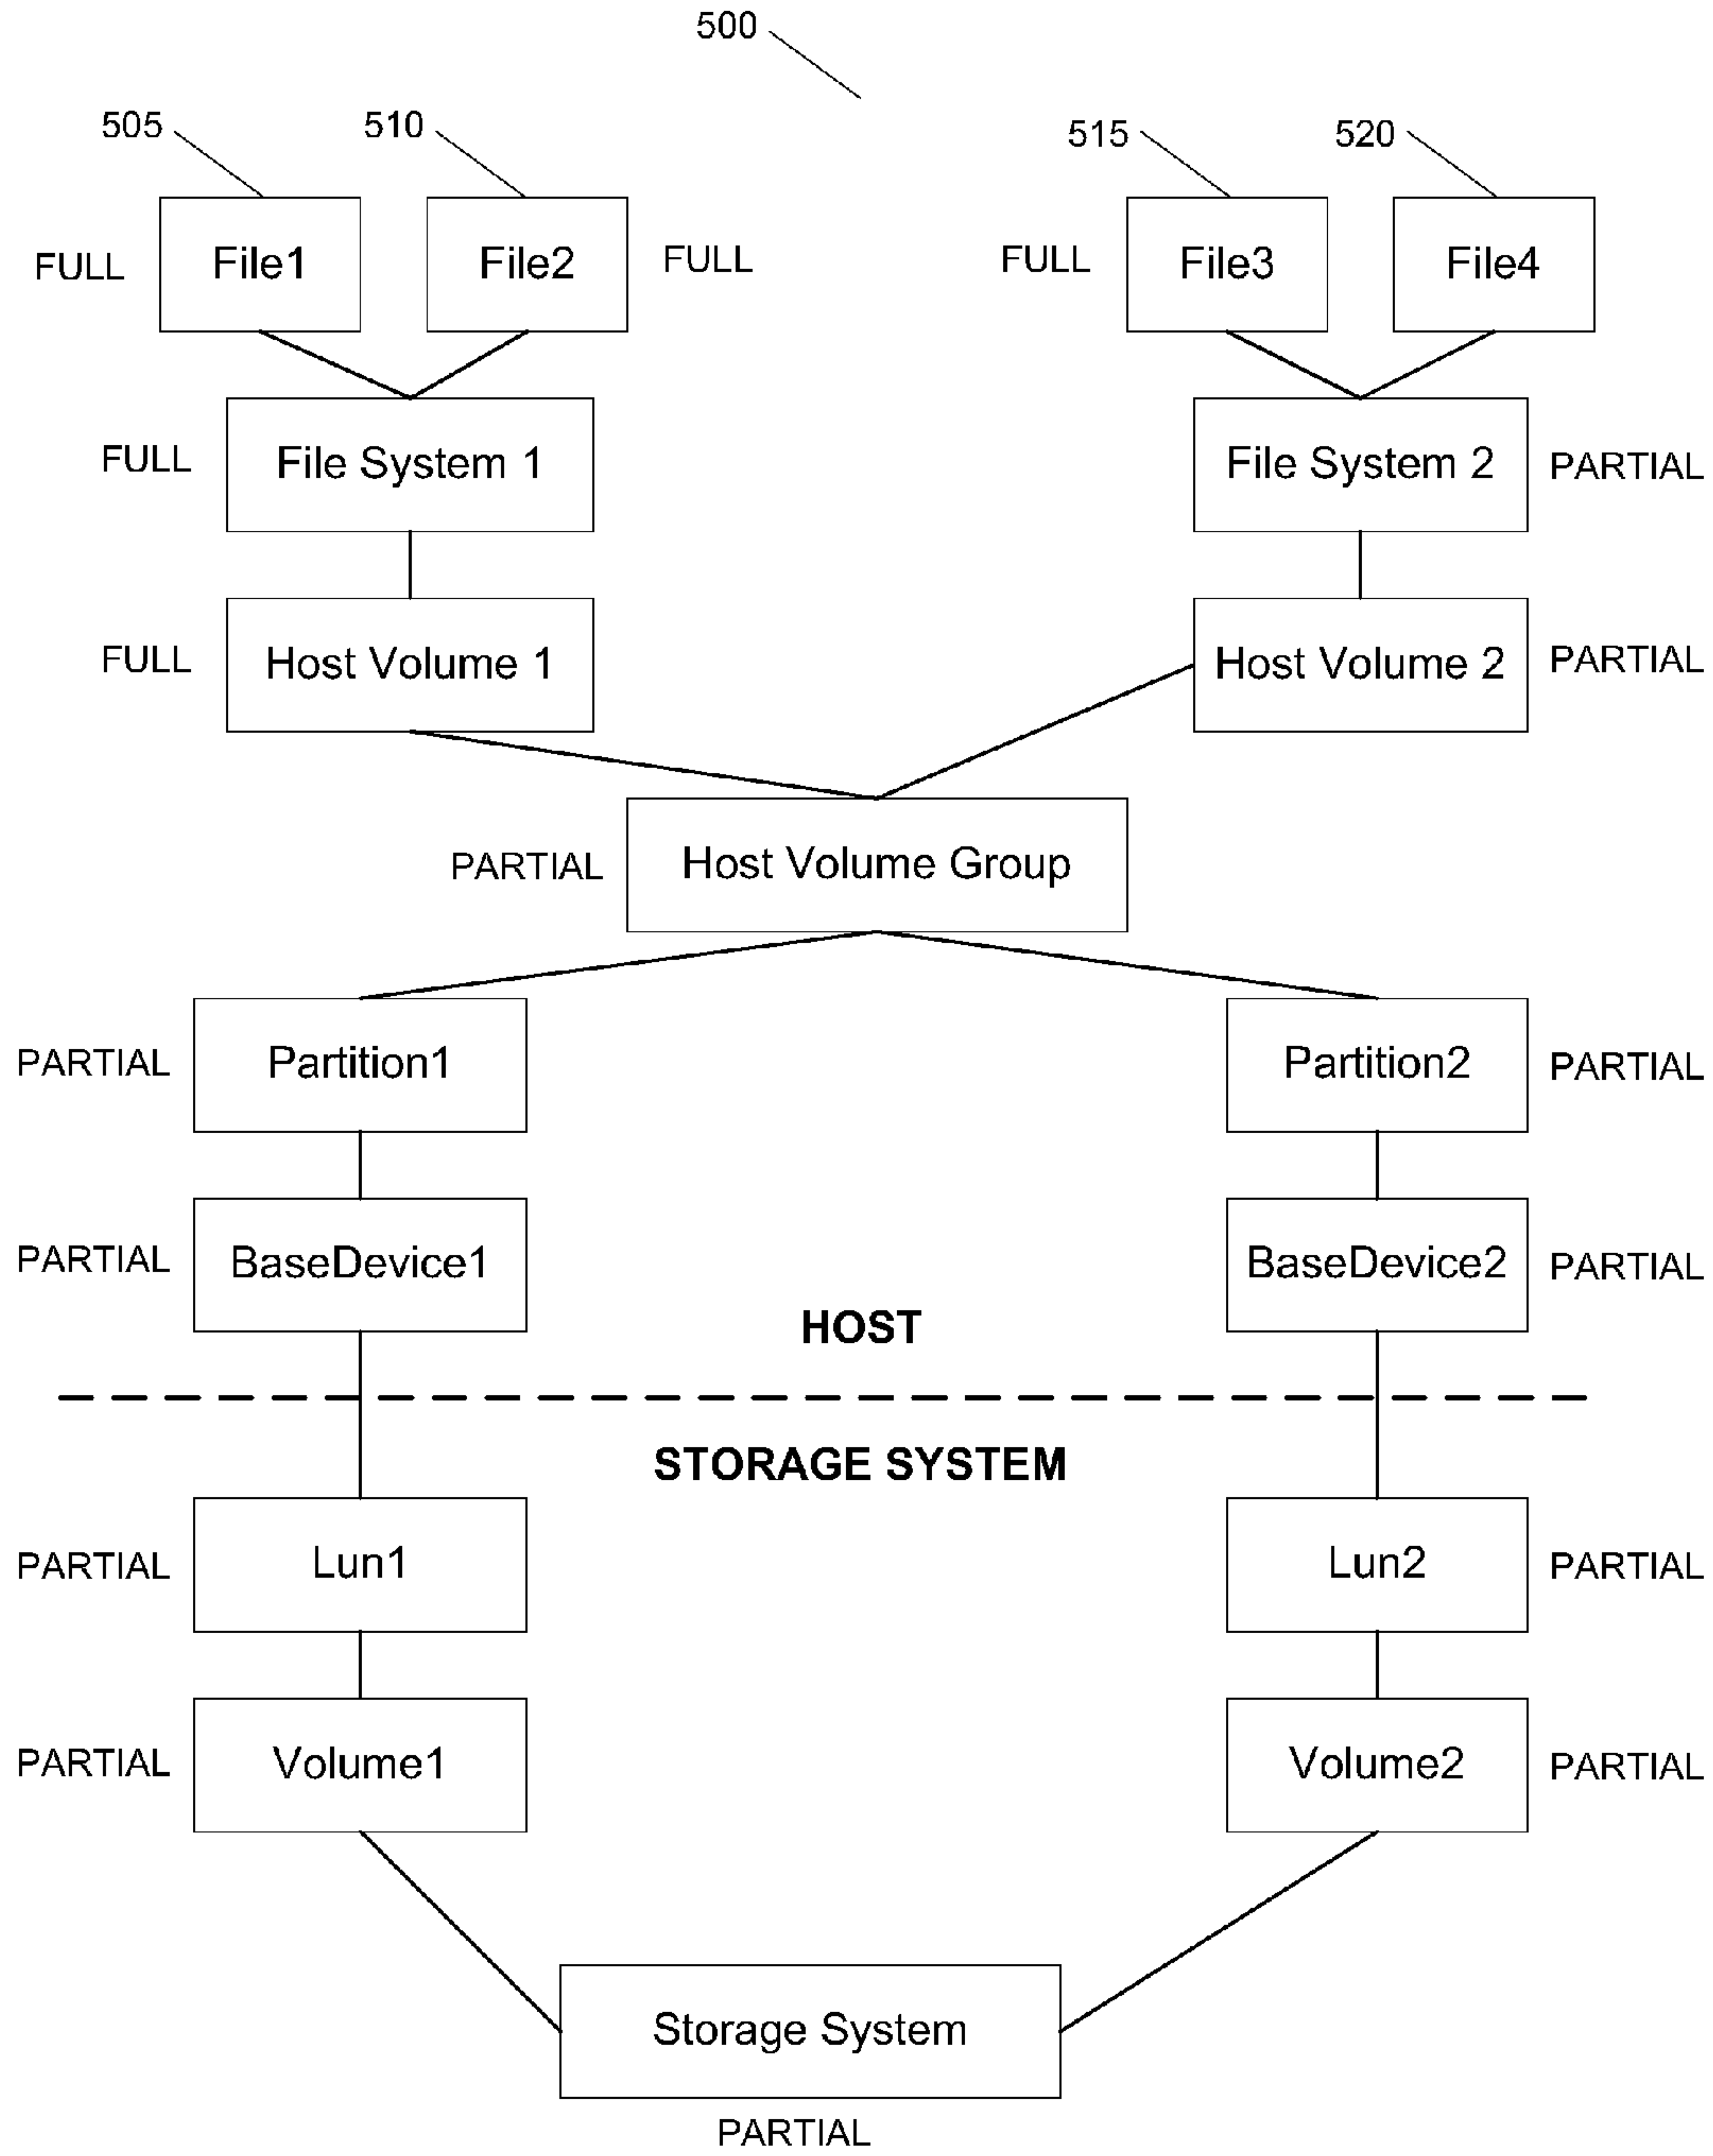 500
505
510
515
520
FULL
File1
File2
FULL
FULL
File3
File4
FULL
File System 1
File System 2
PARTIAL
FULL
Host Volume 1
Host Volume 2
PARTIAL
PARTIAL
Host Volume Group
PARTIAL
Partition1
Partition2
PARTIAL
PARTIAL
BaseDevice1
BaseDevice2
PARTIAL
HOST
STORAGE SYSTEM
PARTIAL
Lun1
Lun2
PARTIAL
PARTIAL
Volume1
Volume2
PARTIAL
Storage System
PARTIAL